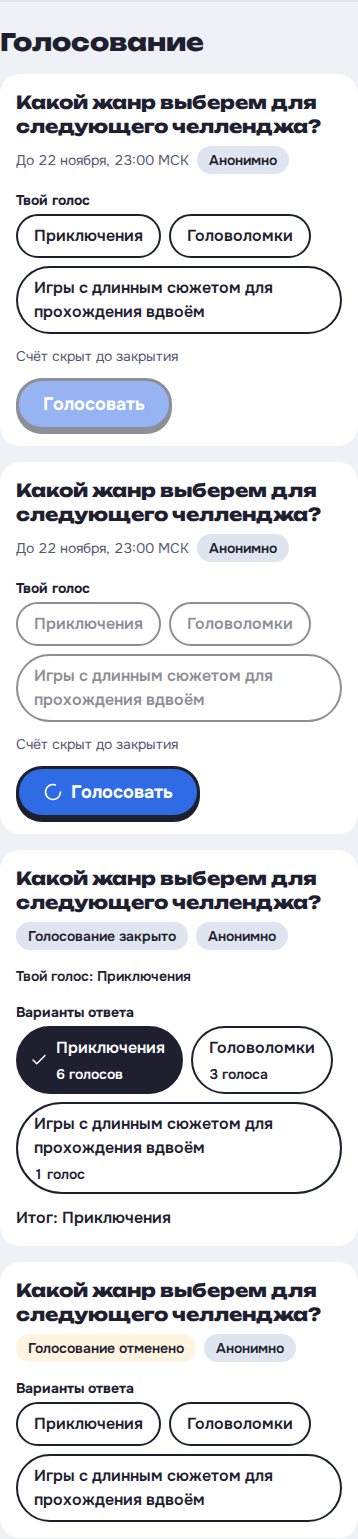 Голосование
Какой жанр выберем для
следующего челленджа?
До 22 ноября, 23:00 МСК Анонимно
Твой голос
Приключения Головоломки
Игры с длинным сюжетом для
прохождения вдвоём
Счёт скрыт до закрытия
Голосовать
Какой жанр выберем для
следующего челленджа?
До 22 ноября, 23:00 МСК Анонимно
Твой голос
Приключения Головоломки
Игры с длинным сюжетом для
прохождения вдвоём
Счёт скрыт до закрытия
Голосовать
Какой жанр выберем для
следующего челленджа?
Голосование закрыто Анонимно
Твой голос: Приключения
Варианты ответа
Приключения Головоломки
6 голосов 3 голоса
Игры с длинным сюжетом для
прохождения вдвоём
1 голос
Итог: Приключения
Какой жанр выберем для
следующего челленджа?
Голосование отменено Анонимно
Варианты ответа
Приключения Головоломки
Игры с длинным сюжетом для
прохождения вдвоём